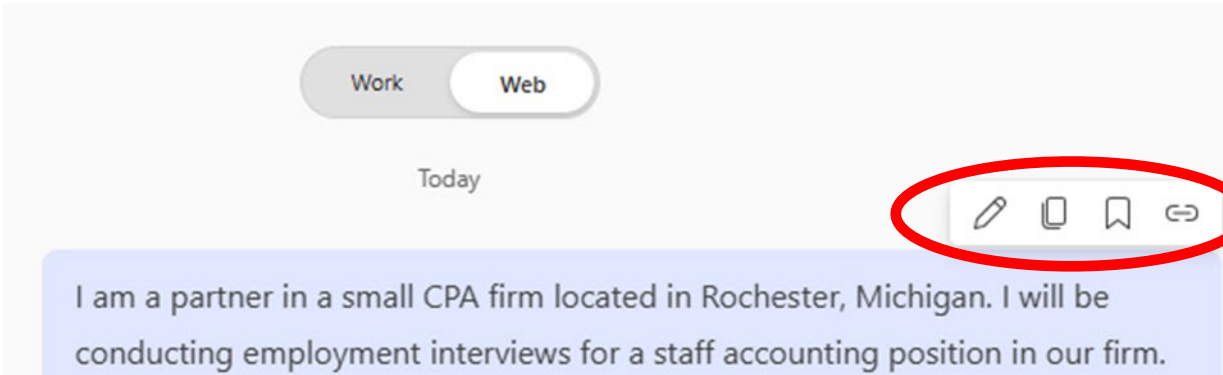 Work Web
Today
I am a partner in a small CPA firm located in Rochester, Michigan. I will be
conducting employment interviews for a staff accounting position in our firm.